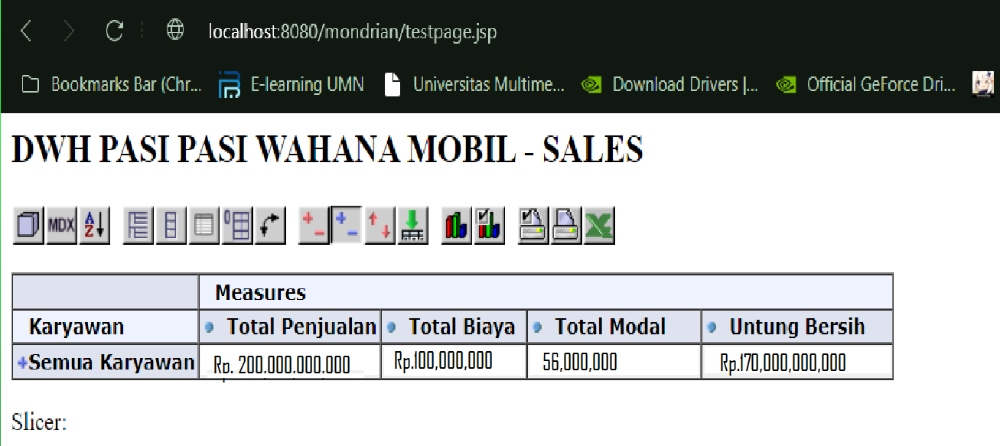 localhost:8080/mondrian/testpage.jsp
Bookmarks Bar (Chr... E-learning UMN Universitas Multime... Download Drivers |... Official GeForce Dri...
DWH PASI PASI WAHANA MOBIL - SALES
MDX A Z 0
Measures
Karyawan Total Penjualan Total Biaya Total Modal Untung Bersih
Semua Karyawan Rp. 200.000.000.000 Rp.100,000,000 56,000,000 Rp.170,000,000,000
Slicer: